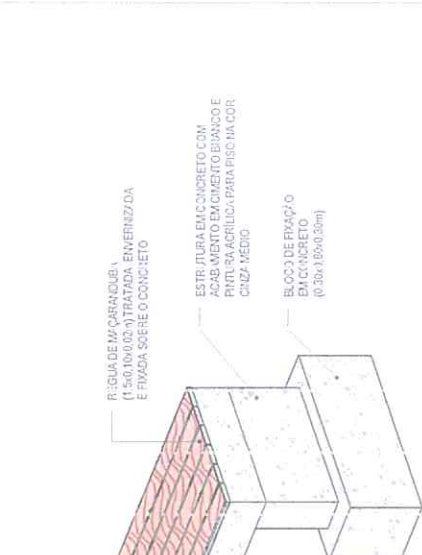 RÉGUA DE MAÇARANDUBA
(1.5x0,10x0,02m) TRATADA ENVERNIZADA
E FIXADA SOBRE O CONCRETO
ESTRUTURA EM CONCRETO COM
ACABAMENTO EM CIMENTO BRANCO E
PINTURA ACRÍLICA PARA PISO NA COR
CINZA MÉDIO
BLOCO DE FIXAÇÃO
EM CONCRETO
(0.30x0,60x0,30m)